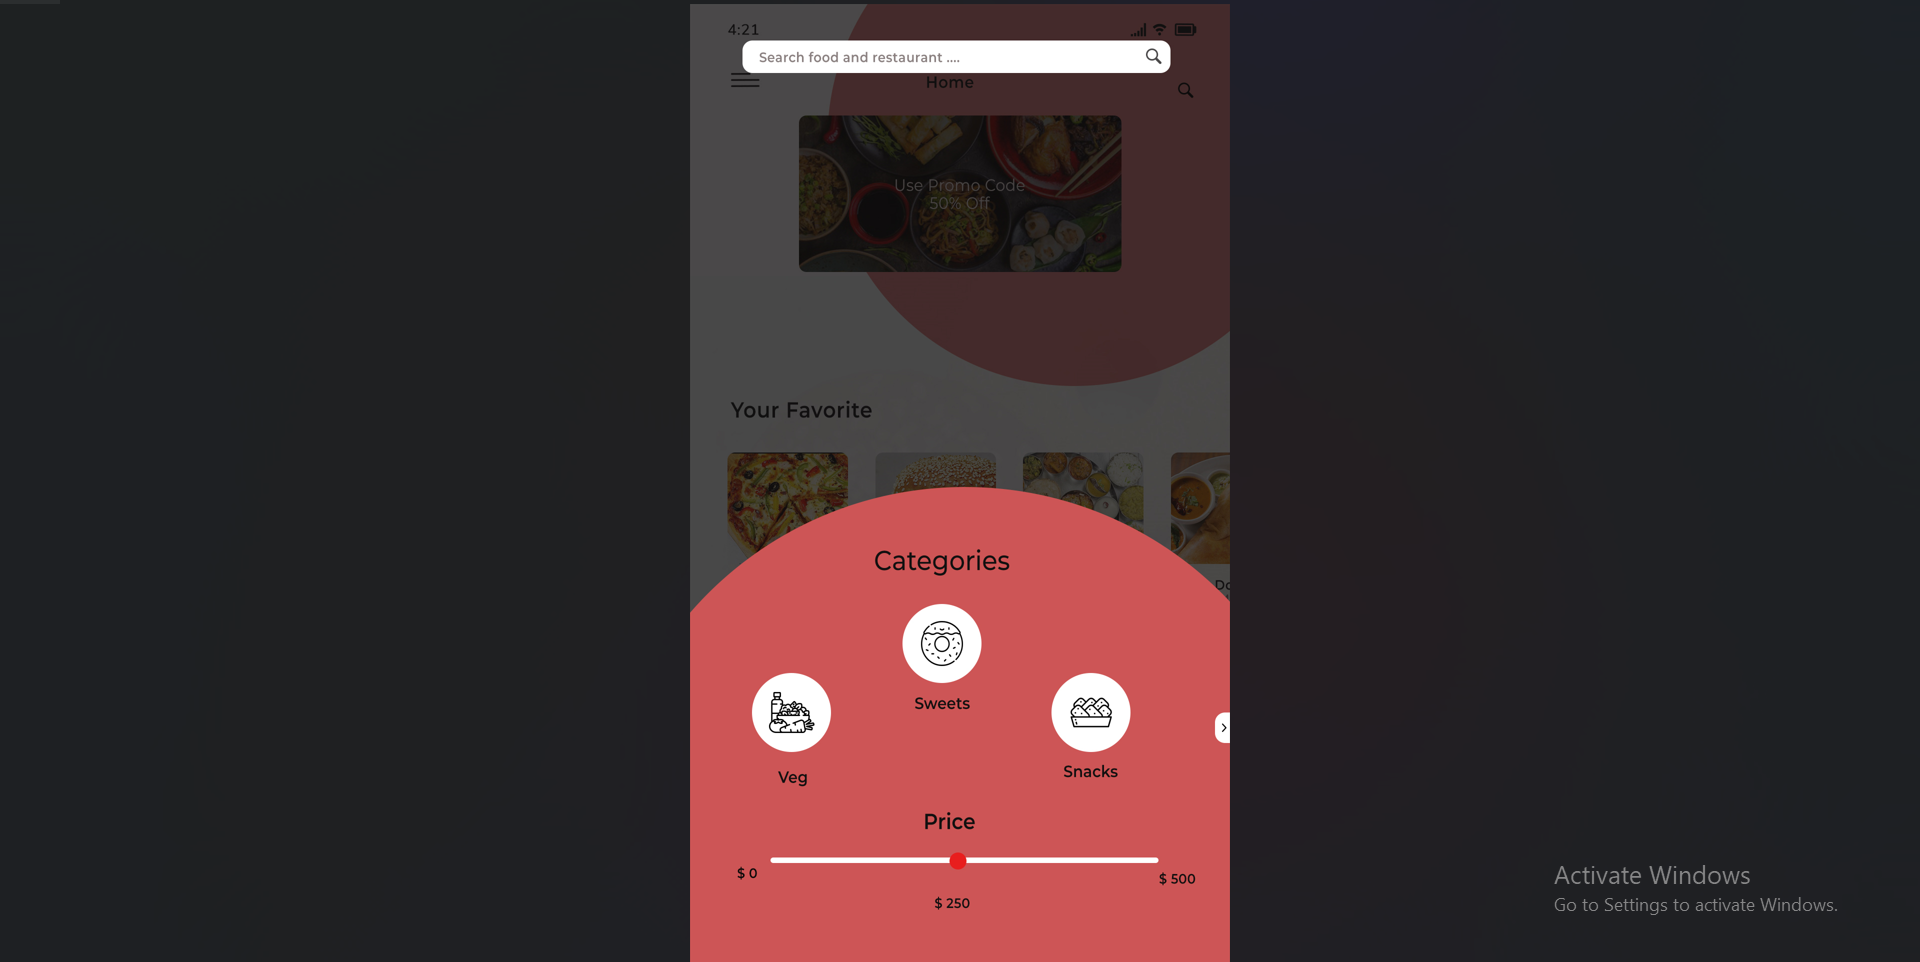 4:21
Search food and restaurant ....
Home
Use Promo Code
50% Off
Your Favorite
Do
Categories
Sweets
Veg
Snacks
Price
$ 0
$ 500
$ 250
Activate Windows
Go to Settings to activate Windows.